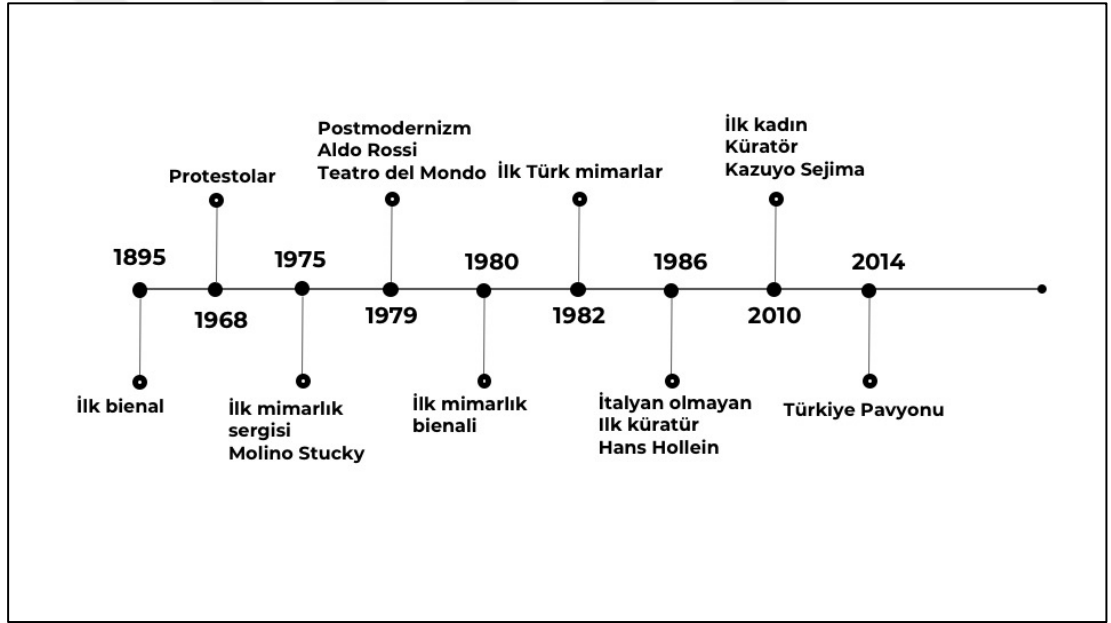 Postmodernizm
Aldo Rossi
Teatro del Mondo
İlk kadın
Küratör
Kazuyo Sejima
Protestolar
İlk Türk mimarlar
1895
1975
1980
1986
2014
1968
1979
1982
2010
İlk bienal
İlk mimarlık
sergisi
Molino Stucky
İlk mimarlık
bienali
İtalyan olmayan
Ilk küratür
Hans Hollein
Türkiye Pavyonu